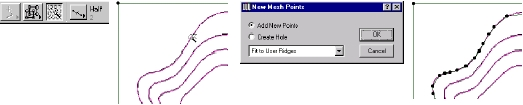 Half
New Mesh Points
Add New Points
Create Hole
OK
Fit to User Ridges
Cancel